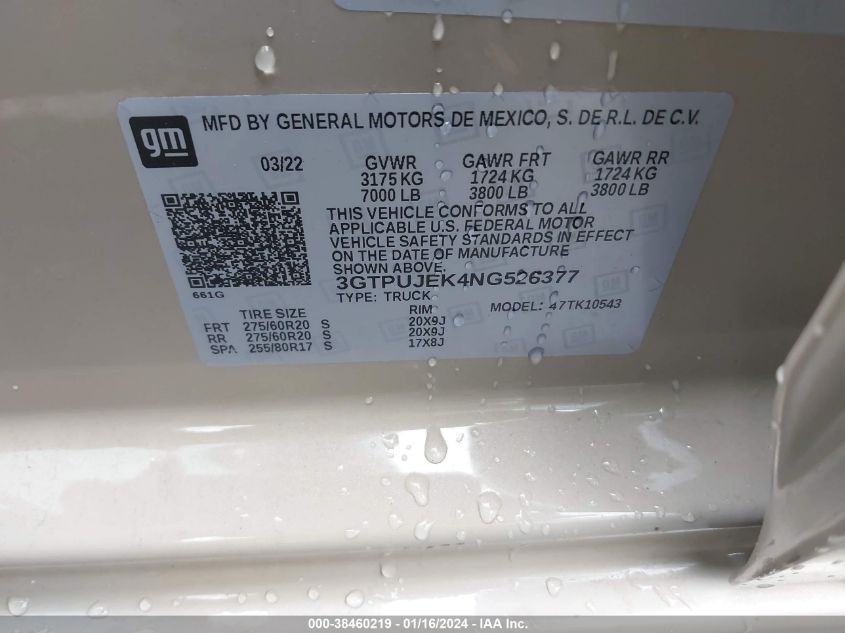 gm
MFD BY GENERAL MOTORS DE MEXICO, S. DE R.L. DE C.V.
03/22 GVWR GAWR FRT GAWR RR
3175 KG 1724 KG 1724 KG
7000 LB 3800 LB 3800 LB
THIS VEHICLE CONFORMS TO ALL
APPLICABLE U.S. FEDERAL MOTOR
VEHICLE SAFETY STANDARDS IN EFFECT
ON THE DATE OF MANUFACTURE
SHOWN ABOVE.
3GTPUJEK4NG526377
661G TYPE: TRUCK
TIRE SIZE RIM MODEL: 47TK10543
FRT 275/60R20 S 20X9J
RR 275/60R20 S 20X9J
SPA 255/80R17 S 17X8J
000-38460219 - 01/16/2024 - IAA Inc.